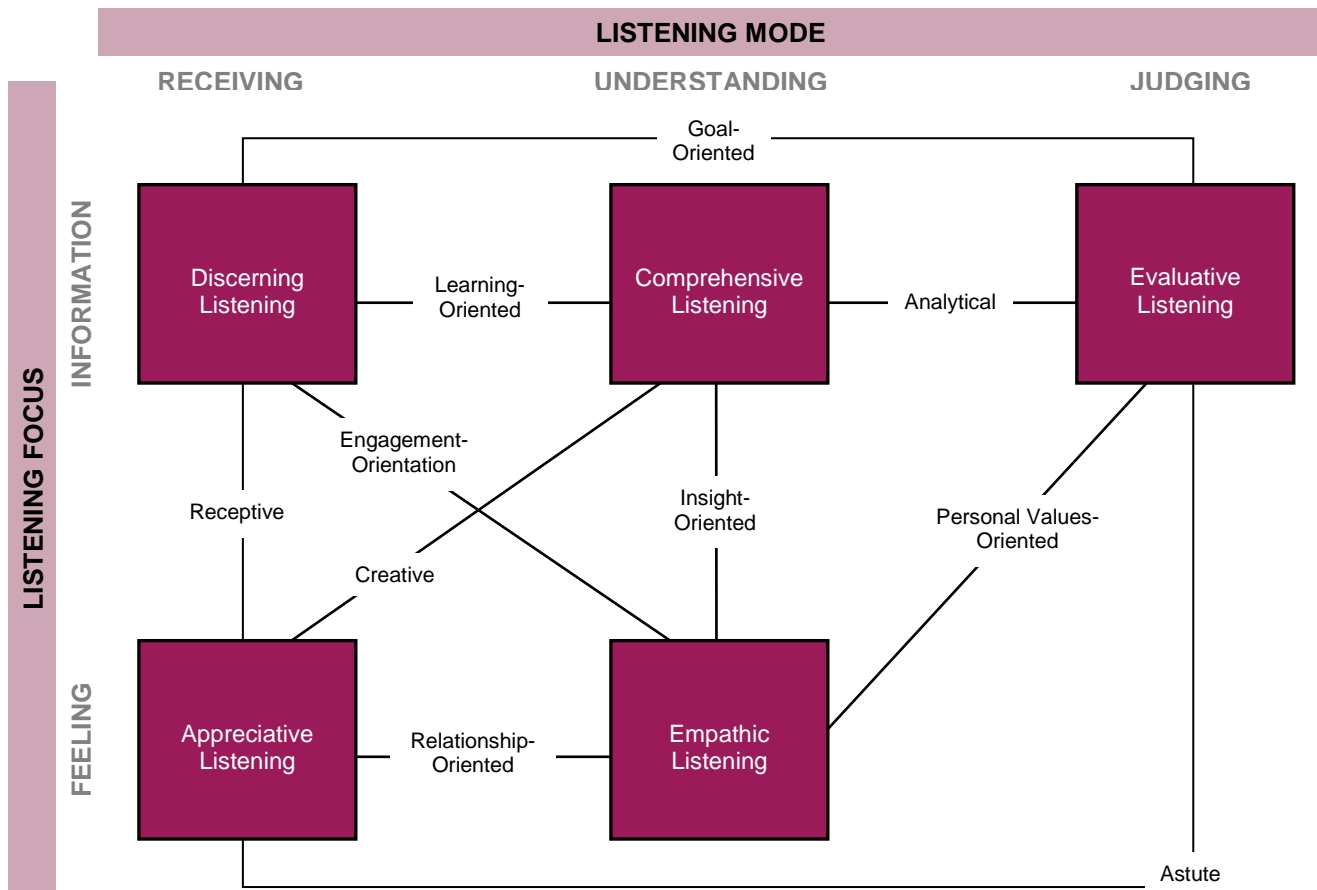 LISTENING MODE
RECEIVING
UNDERSTANDING
JUDGING
LISTENING FOCUS
INFORMATION
FEELING
Goal-
Oriented
Discerning
Listening
Learning-
Oriented
Comprehensive
Listening
Analytical
Evaluative
Listening
Engagement-
Orientation
Receptive
Insight-
Oriented
Personal Values-
Oriented
Creative
Appreciative
Listening
Relationship-
Oriented
Empathic
Listening
Astute